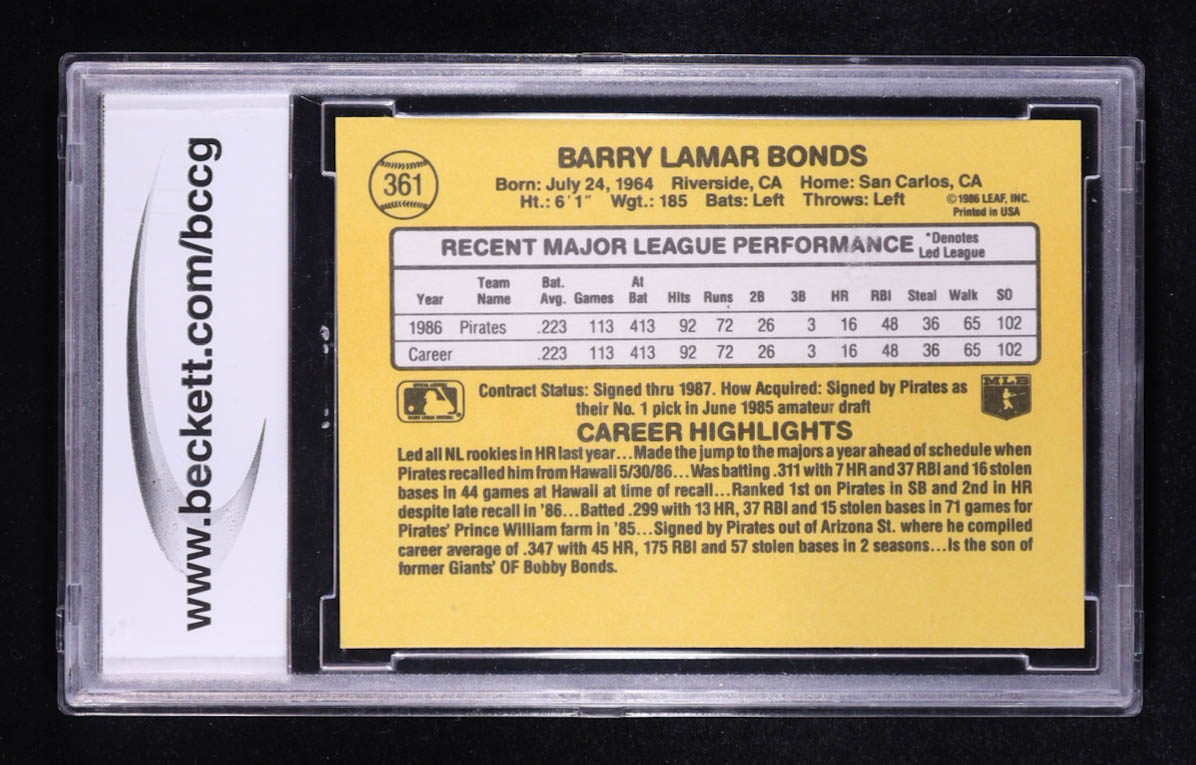 www.beckett.com/bccg
361
BARRY LAMAR BONDS
Born: July 24, 1964 Riverside, CA Home: San Carlos, CA
Ht.: 6'1" Wgt.: 185 Bats: Left Throws: Left
©1986 LEAF, INC.
Printed in USA
RECENT MAJOR LEAGUE PERFORMANCE
*Denotes
Led League
Year Team Name Bat. Avg. Games At Bat Hits Runs 2B 3B HR RBI Steal Walk SO
1986 Pirates .223 113 413 92 72 26 3 16 48 36 65 102
Career .223 113 413 92 72 26 3 16 48 36 65 102
Contract Status: Signed thru 1987. How Acquired: Signed by Pirates as
their No. 1 pick in June 1985 amateur draft
MLB
CAREER HIGHLIGHTS
Led all NL rookies in HR last year...Made the jump to the majors a year ahead of schedule when
Pirates recalled him from Hawaii 5/30/86...Was batting .311 with 7 HR and 37 RBI and 16 stolen
bases in 44 games at Hawaii at time of recall...Ranked 1st on Pirates in SB and 2nd in HR
despite late recall in '86...Batted .299 with 13 HR, 37 RBI and 15 stolen bases in 71 games for
Pirates' Prince William farm in '85...Signed by Pirates out of Arizona St. where he compiled
career average of .347 with 45 HR, 175 RBI and 57 stolen bases in 2 seasons...Is the son of
former Giants' OF Bobby Bonds.